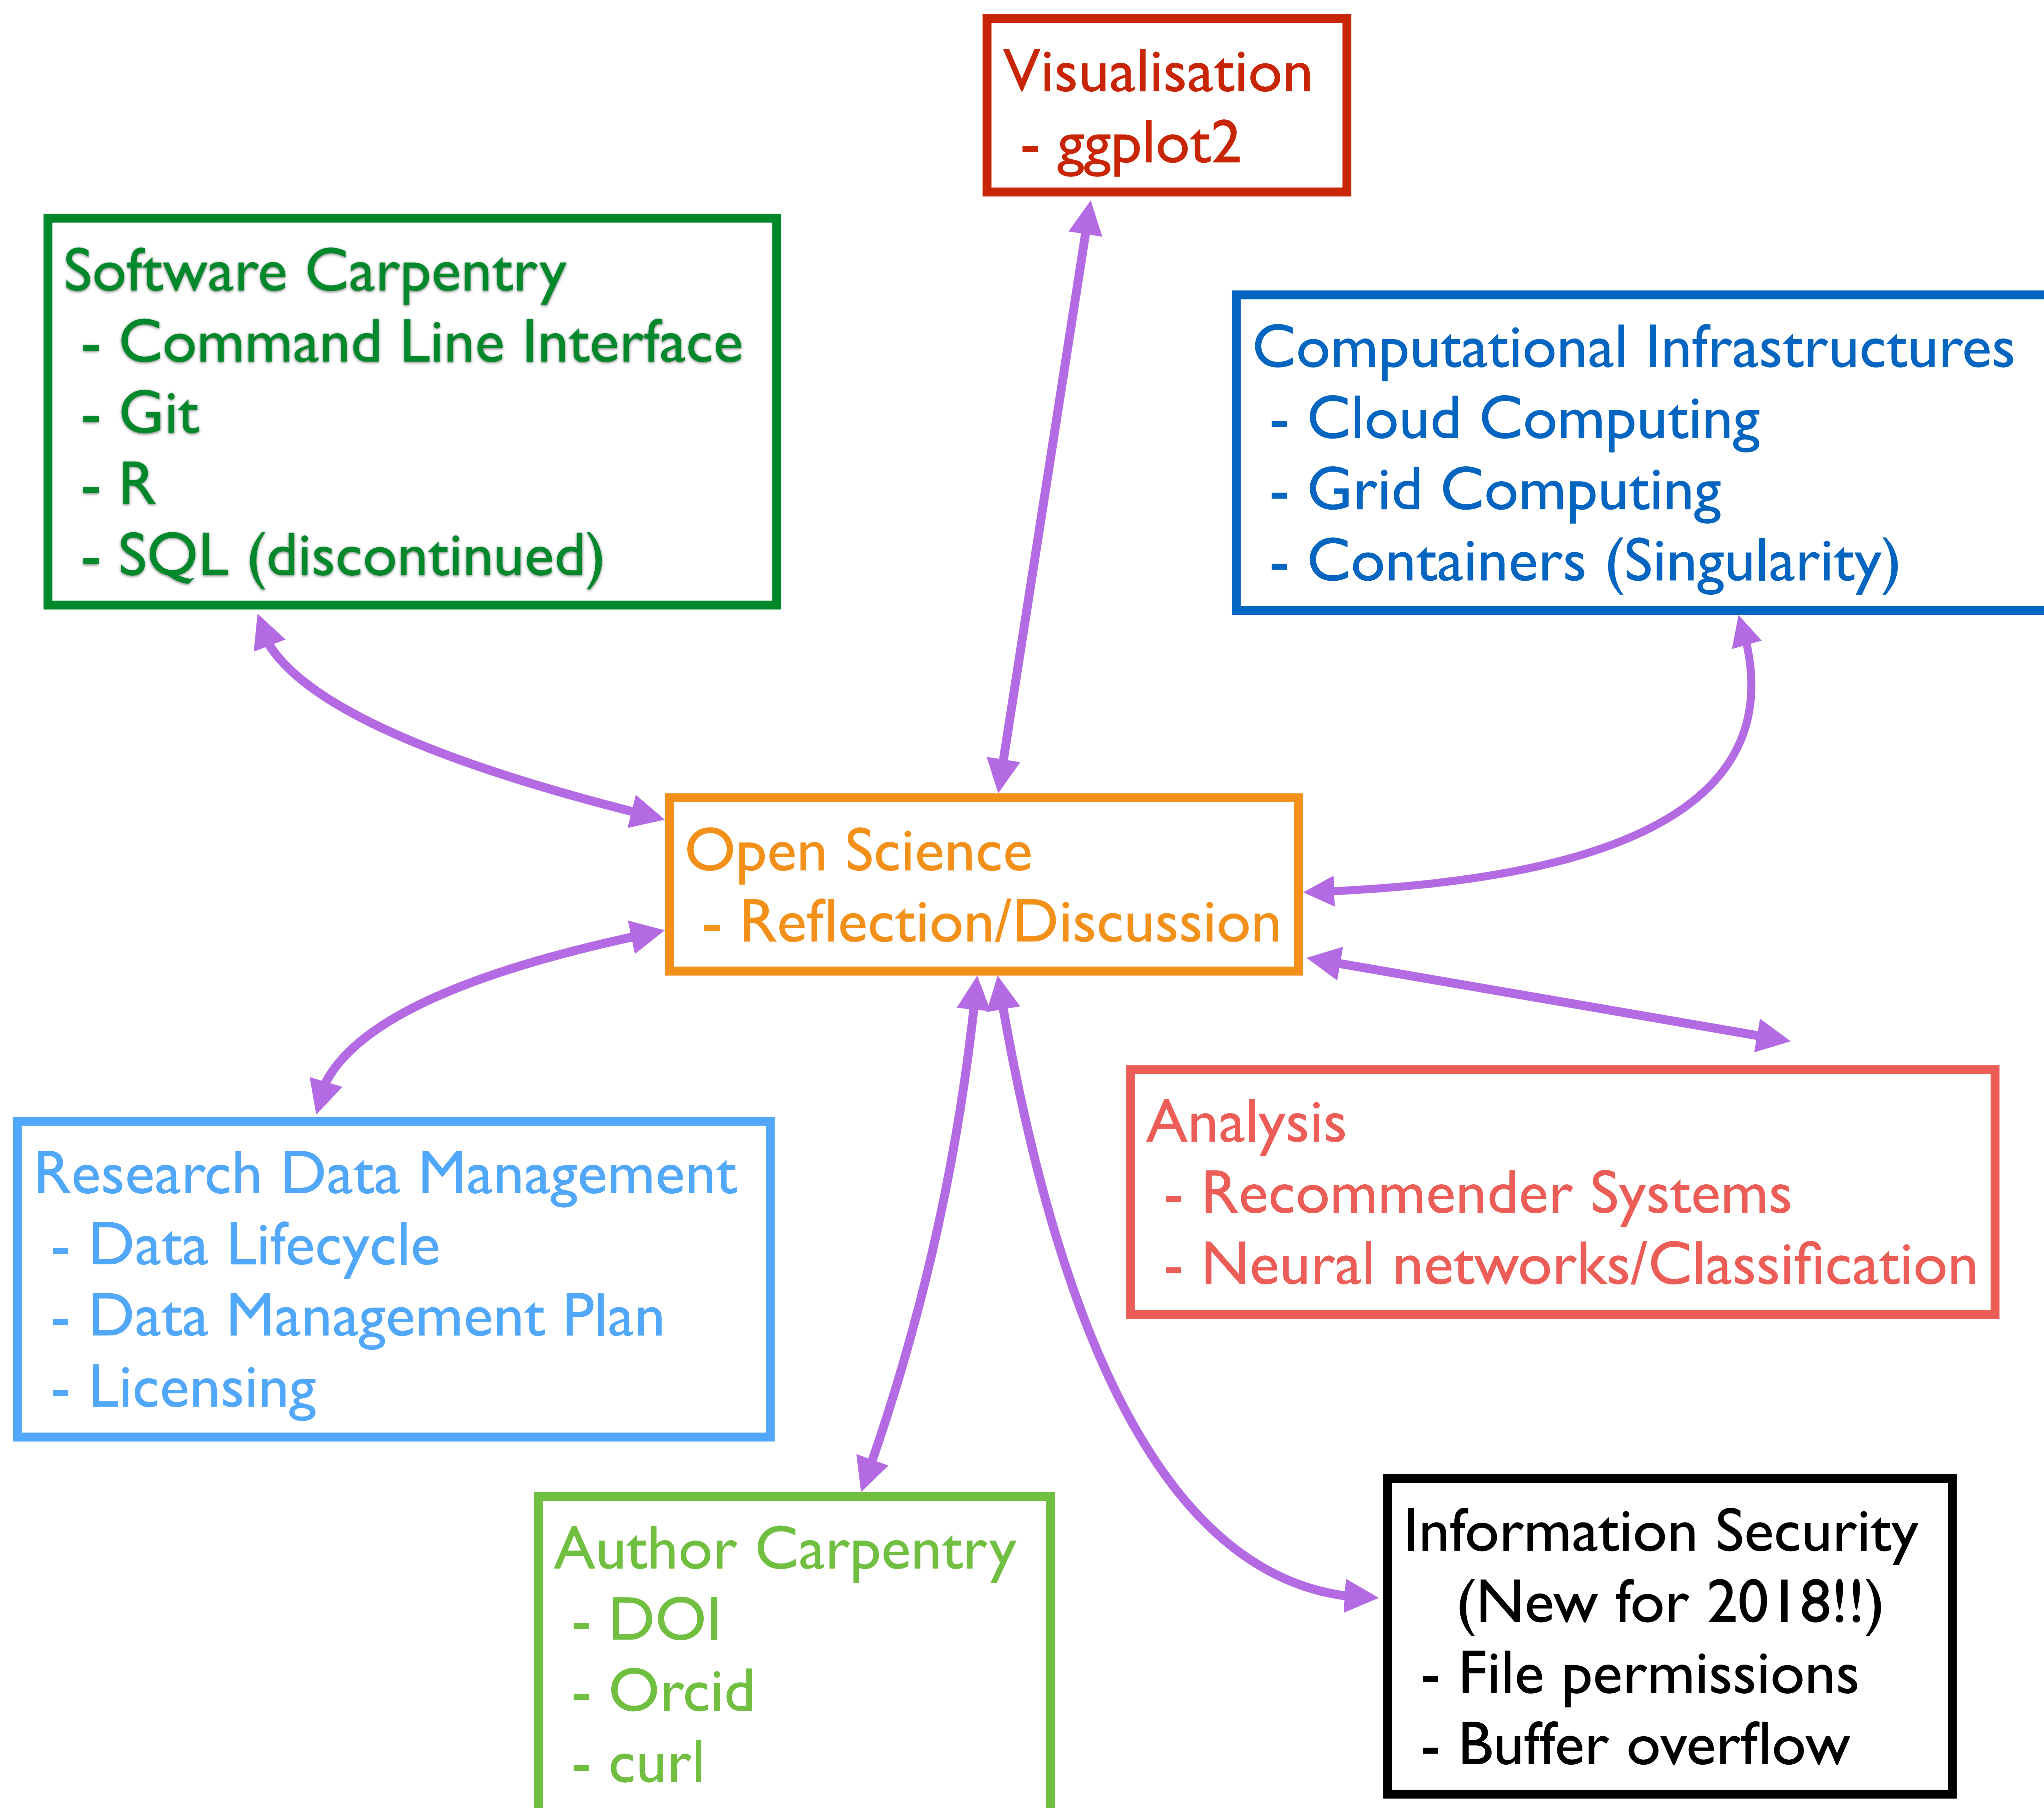 Visualisation
- ggplot2
Software Carpentry
- Command Line Interface
- Git
- R
- SQL (discontinued)
Computational Infrastructures
- Cloud Computing
- Grid Computing
- Containers (Singularity)
Open Science
- Reflection/Discussion
Research Data Management
- Data Lifecycle
- Data Management Plan
- Licensing
Analysis
- Recommender Systems
- Neural networks/Classification
Author Carpentry
- DOI
- Orcid
- curl
Information Security
(New for 2018!!)
- File permissions
- Buffer overflow